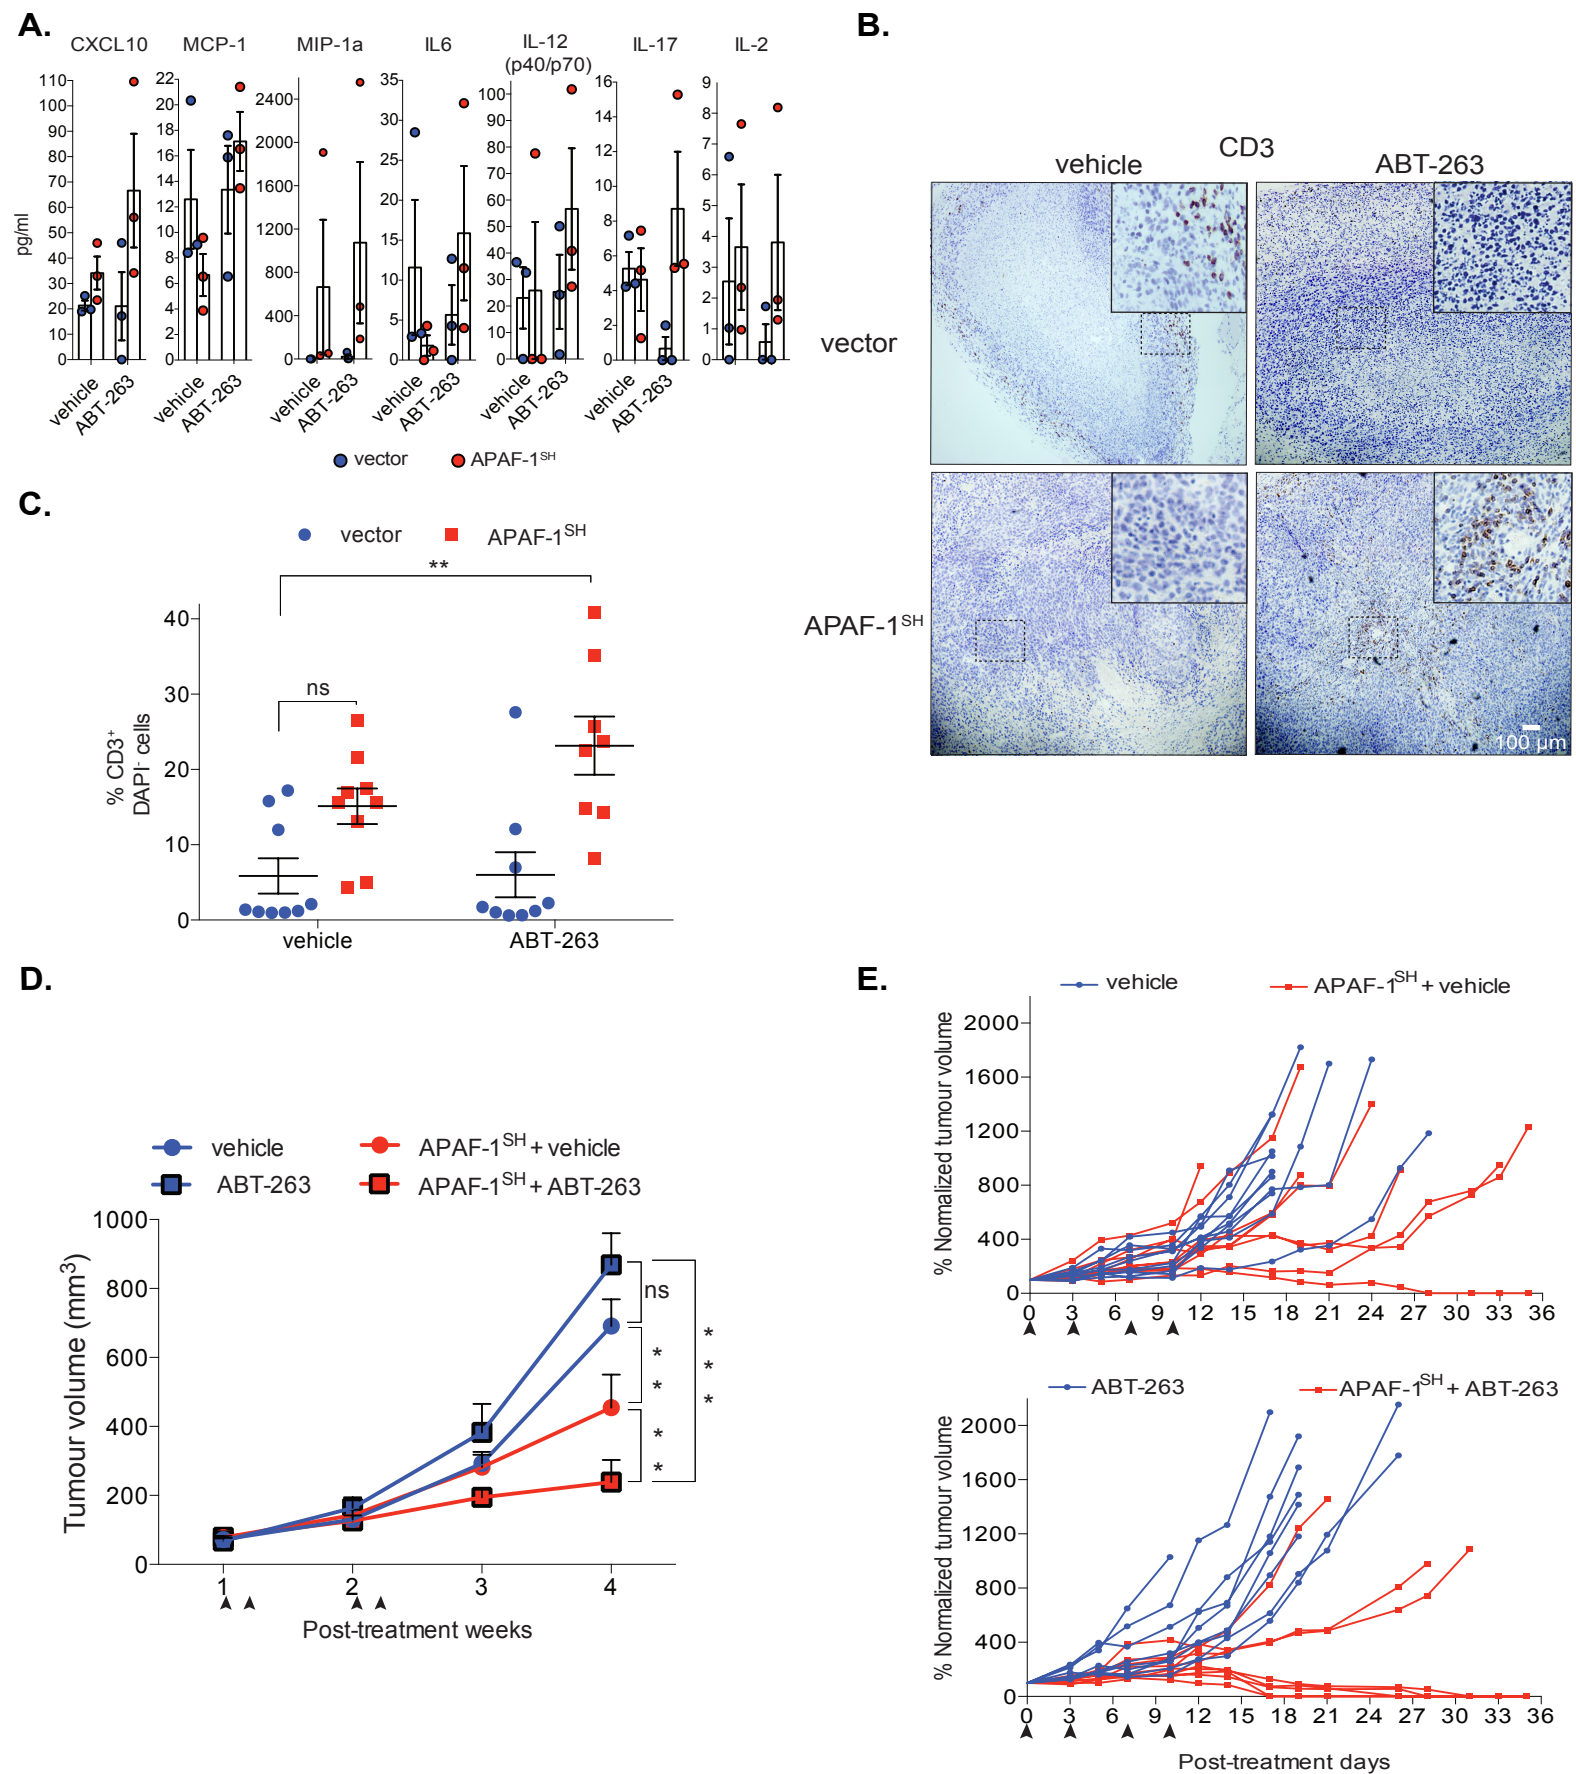 A.
CXCL10 MCP-1 MIP-1a IL6 IL-12 (p40/p70) IL-17 IL-2
pg/ml
110 100 90 80 70 60 50 40 30 20 10 0
22 20 18 16 14 12 10 8 6 4 2 0
2400 2000 1600 1200 800 400 0
35 30 25 20 15 10 5 0
100 90 80 70 60 50 40 30 20 10 0
16 14 12 10 8 6 4 2 0
9 8 7 6 5 4 3 2 1 0
vehicle ABT-263 vehicle ABT-263 vehicle ABT-263 vehicle ABT-263 vehicle ABT-263 vehicle ABT-263
vector APAF-1SH
B.
CD3
vehicle ABT-263
vector
APAF-1SH
100 µm
C.
vector APAF-1SH
**
ns
% CD3+
DAPI- cells
40
30
20
10
0
vehicle ABT-263
D.
vehicle APAF-1SH + vehicle
ABT-263 APAF-1SH + ABT-263
Tumour volume (mm3)
1000
800
600
400
200
0
ns
* *
* *
* * *
1 2 3 4
Post-treatment weeks
E.
vehicle APAF-1SH + vehicle
% Normalized tumour volume
2000
1600
1200
800
400
0
0 3 6 9 12 15 18 21 24 27 30 33 36
ABT-263 APAF-1SH + ABT-263
% Normalized tumour volume
2000
1600
1200
800
400
0
0 3 6 9 12 15 18 21 24 27 30 33 36
Post-treatment days